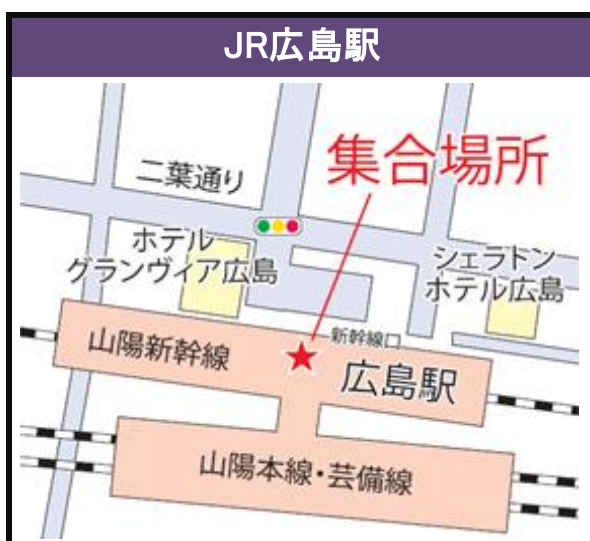 JR広島駅
二葉通り
集合場所
ホテル
グランヴィア広島
シェラトン
ホテル広島
新幹線口
山陽新幹線
広島駅
山陽本線・芸備線